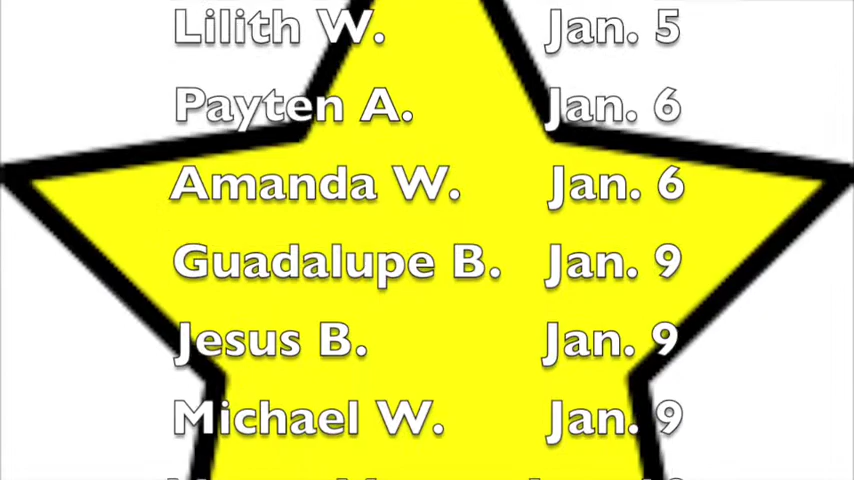 Lilith W. Jan. 5
Payten A. Jan. 6
Amanda W. Jan. 6
Guadalupe B. Jan. 9
Jesus B. Jan. 9
Michael W. Jan. 9